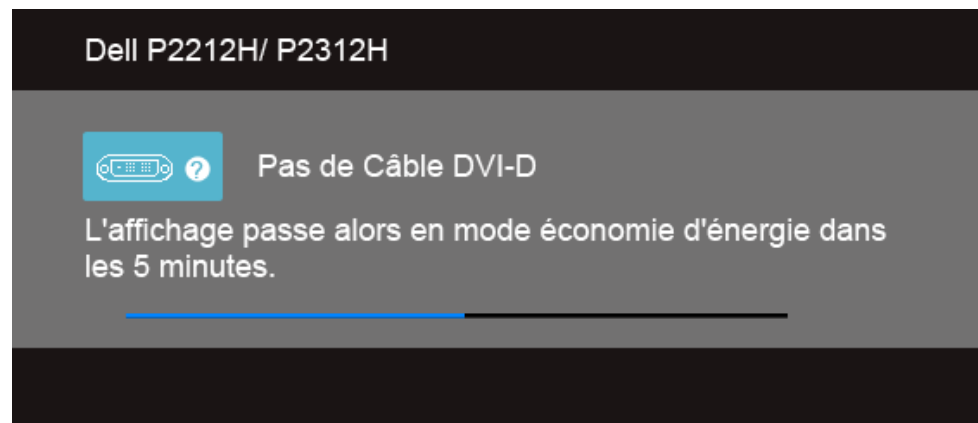 Dell P2212H/ P2312H
Pas de Câble DVI-D
L'affichage passe alors en mode économie d'énergie dans
les 5 minutes.